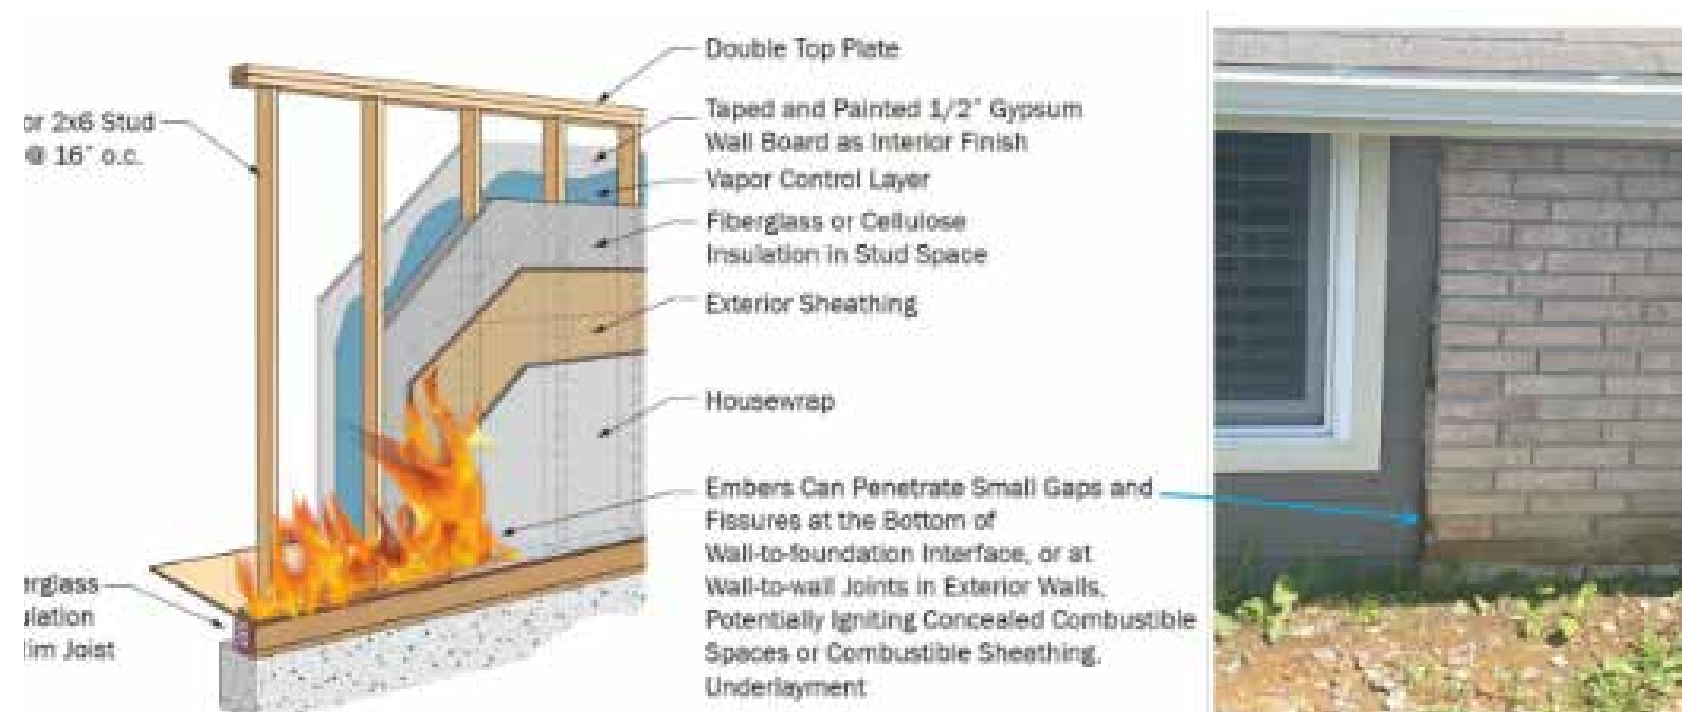 Double Top Plate
or 2x6 Stud
@ 16" o.c.
Taped and Painted 1/2" Gypsum
Wall Board as Interior Finish
Vapor Control Layer
Fiberglass or Cellulose
Insulation in Stud Space
Exterior Sheathing
Housewrap
Embers Can Penetrate Small Gaps and
Fissures at the Bottom of
Wall-to-foundation Interface, or at
Wall-to-wall Joints in Exterior Walls,
Potentially Igniting Concealed Combustible
Spaces or Combustible Sheathing,
Underlayment
erglass
ulation
im Joist